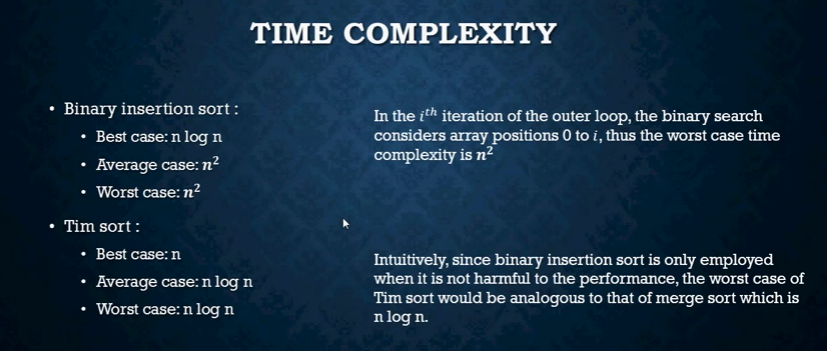 TIME COMPLEXITY
• Binary insertion sort :
• Best case: n log n
• Average case: n²
• Worst case: n²
• Tim sort :
• Best case: n
• Average case: n log n
• Worst case: n log n
In the iᵗʰ iteration of the outer loop, the binary search
considers array positions 0 to i, thus the worst case time
complexity is n²
Intuitively, since binary insertion sort is only employed
when it is not harmful to the performance, the worst case of
Tim sort would be analogous to that of merge sort which is
n log n.